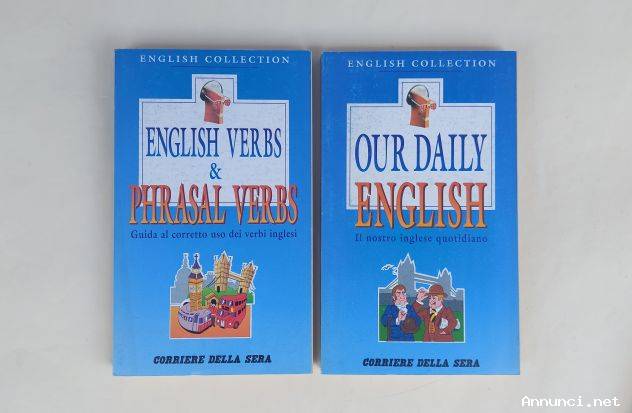 ENGLISH COLLECTION
ENGLISH VERBS
&
PHRASAL VERBS
Guida al corretto uso dei verbi inglesi
CORRIERE DELLA SERA
ENGLISH COLLECTION
OUR DAILY
ENGLISH
Il nostro inglese quotidiano
CORRIERE DELLA SERA
Annunci.net